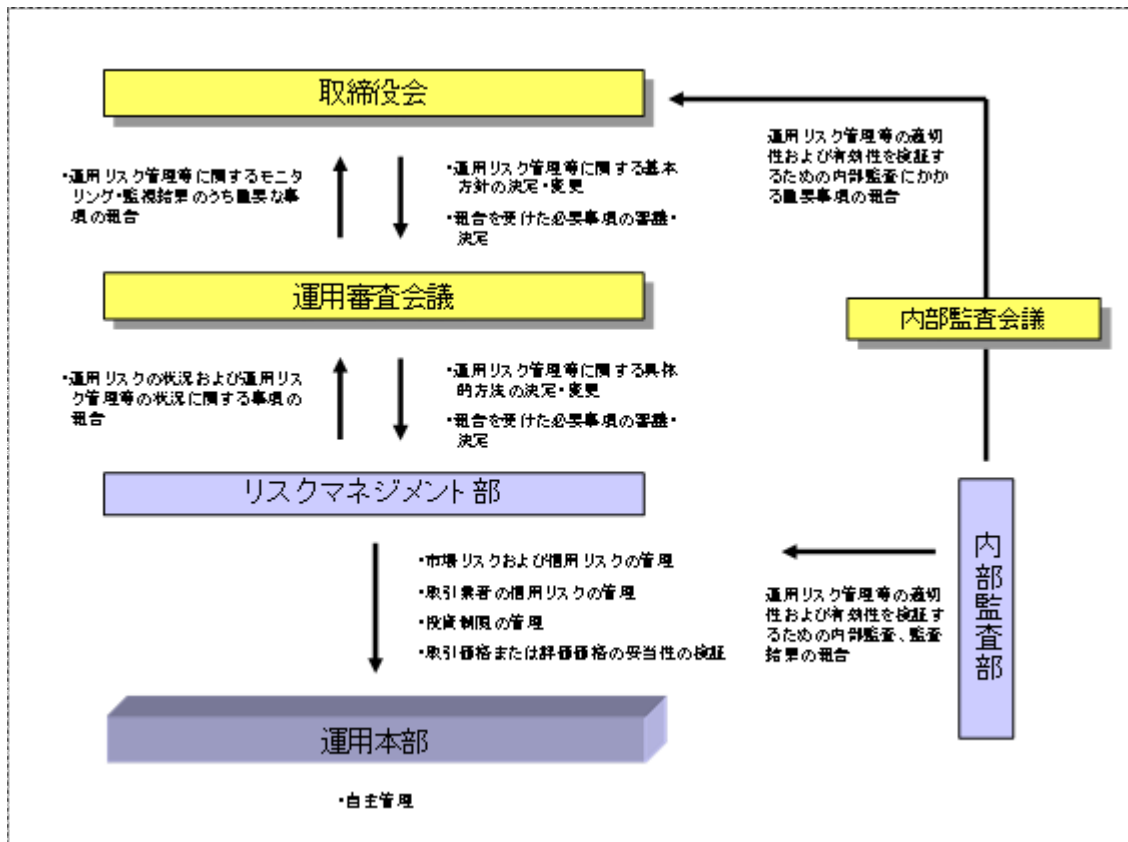 取締役会
・運用リスク管理等に関するモニタ
リング・監視結果のうち重要な事
項の報告
・運用リスク管理等に関する基本
方針の決定・変更
・報告を受けた必要事項の審議・
決定
運用リスク管理等の適切
性および有効性を検証す
るための内部監査にかか
る重要事項の報告
運用審査会議
内部監査会議
・運用リスクの状況および運用リス
ク管理等の状況に関する事項の
報告
・運用リスク管理等に関する具体
的方法の決定・変更
・報告を受けた必要事項の審議・
決定
リスクマネジメント部
・市場リスクおよび信用リスクの管理
・取引業者の信用リスクの管理
・投資制限の管理
・取引価格または評価価格の妥当性の検証
運用リスク管理等の適切
性および有効性を検証す
るための内部監査、監査
結果の報告
内部監査部
運用本部
・自主管理